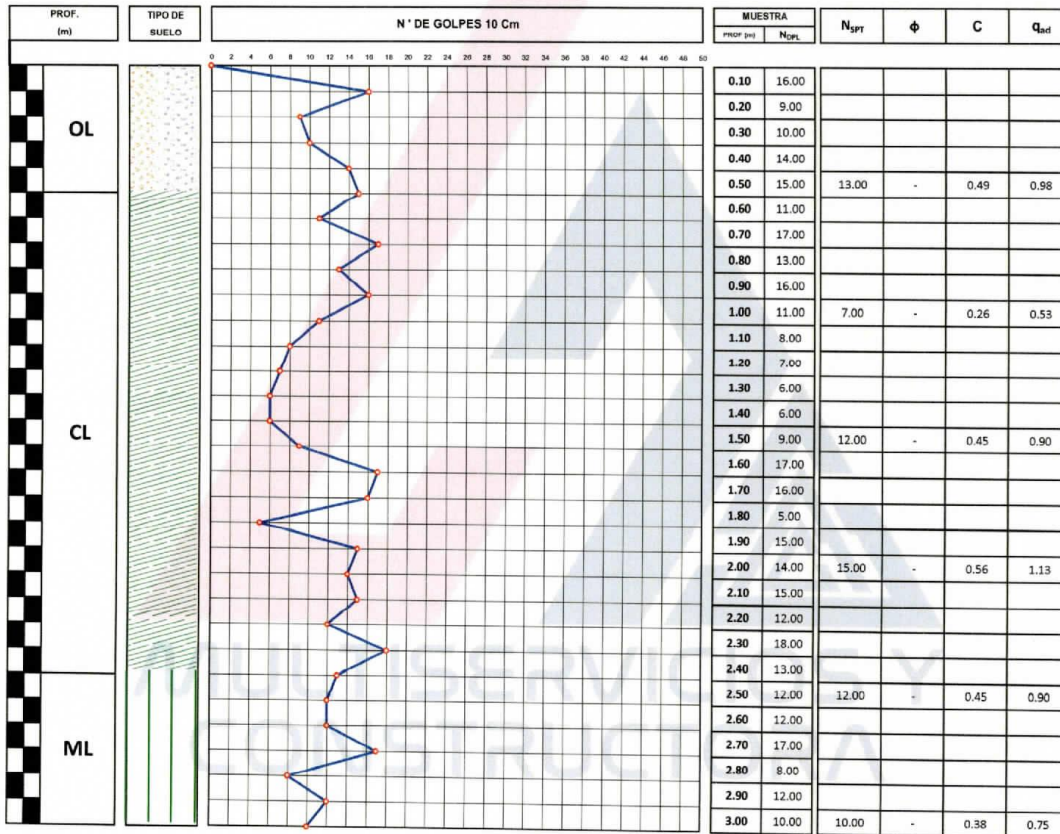 PROF. (m) TIPO DE SUELO N ' DE GOLPES 10 Cm MUESTRA NSPT ϕ C qad
PROF (m) NDPL
0 2 4 6 8 10 12 14 16 18 20 22 24 26 28 30 32 34 36 38 40 42 44 46 48 50
0.10 16.00
0.20 9.00
OL 0.30 10.00
0.40 14.00
0.50 15.00 13.00 - 0.49 0.98
0.60 11.00
0.70 17.00
0.80 13.00
0.90 16.00
1.00 11.00 7.00 - 0.26 0.53
1.10 8.00
1.20 7.00
1.30 6.00
1.40 6.00
CL
1.50 9.00 12.00 - 0.45 0.90
1.60 17.00
1.70 16.00
1.80 5.00
1.90 15.00
2.00 14.00 15.00 - 0.56 1.13
2.10 15.00
2.20 12.00
2.30 18.00
2.40 13.00
2.50 12.00 12.00 - 0.45 0.90
2.60 12.00
2.70 17.00
ML
2.80 8.00
2.90 12.00
3.00 10.00 10.00 - 0.38 0.75
MULTISERVICIOS Y
CONSTRUCTORA